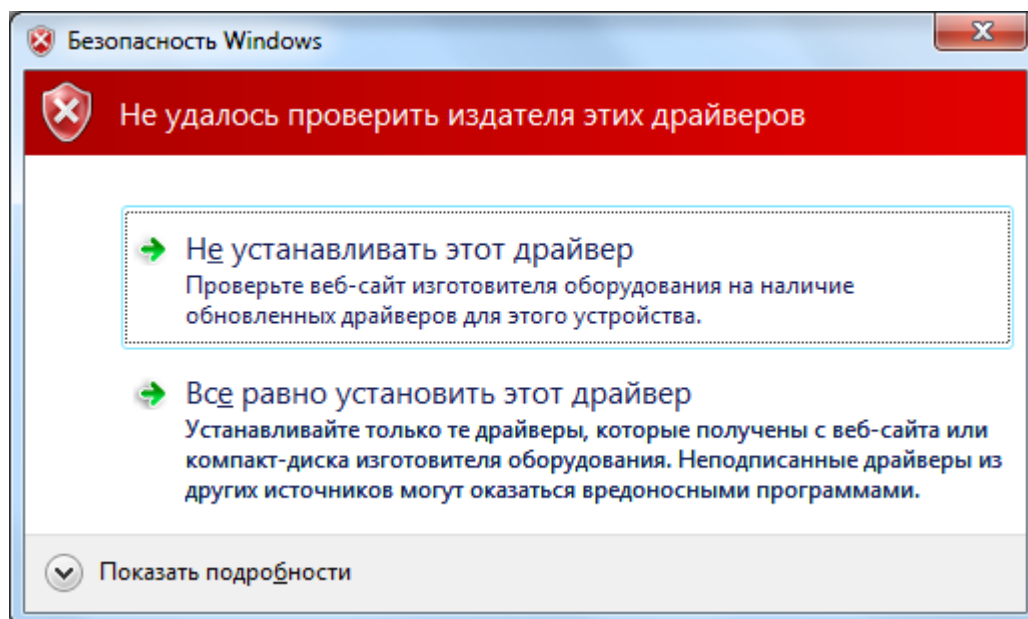 Безопасность Windows
Не удалось проверить издателя этих драйверов
Не устанавливать этот драйвер
Проверьте веб-сайт изготовителя оборудования на наличие
обновленных драйверов для этого устройства.
Все равно установить этот драйвер
Устанавливайте только те драйверы, которые получены с веб-сайта или
компакт-диска изготовителя оборудования. Неподписанные драйверы из
других источников могут оказаться вредоносными программами.
Показать подробности